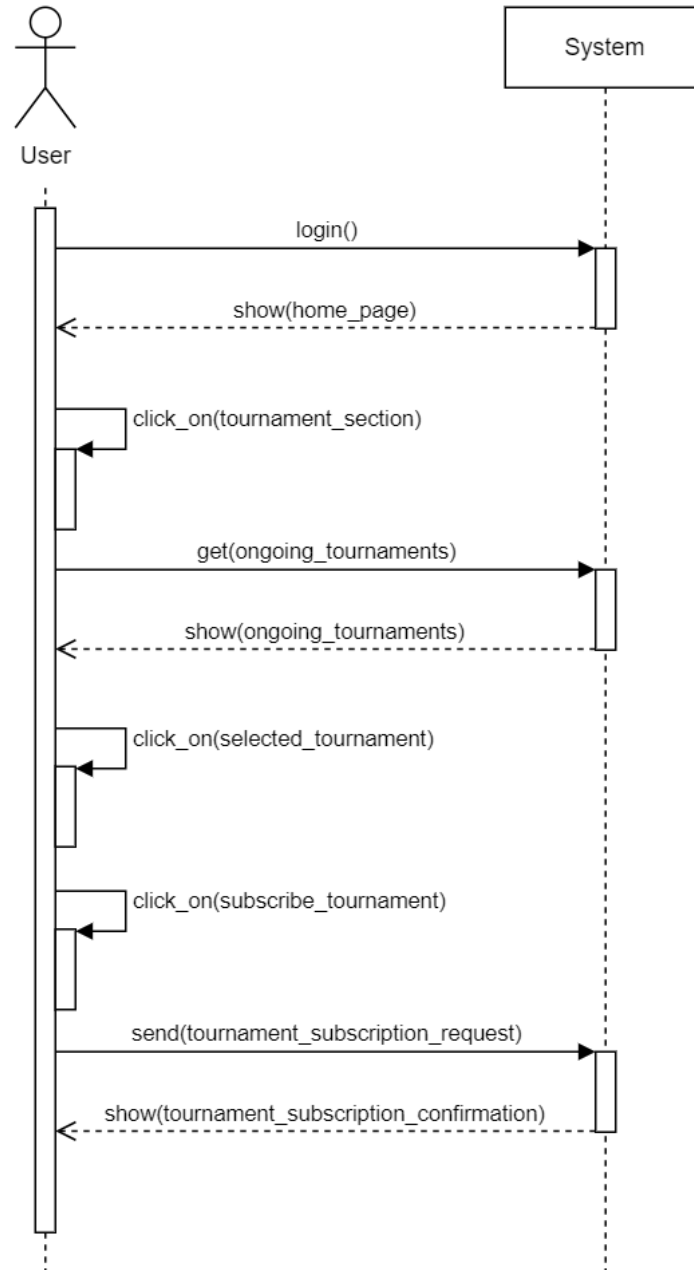 System
User
login()
show(home_page)
click_on(tournament_section)
get(ongoing_tournaments)
show(ongoing_tournaments)
click_on(selected_tournament)
click_on(subscribe_tournament)
send(tournament_subscription_request)
show(tournament_subscription_confirmation)